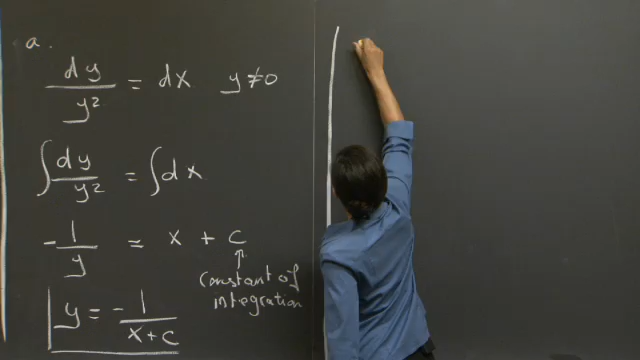 a.
dy/y² = dx y≠0
∫dy/y² = ∫dx
-1/y = x + c
↑
constant of
integration
y = -1/(x+c)